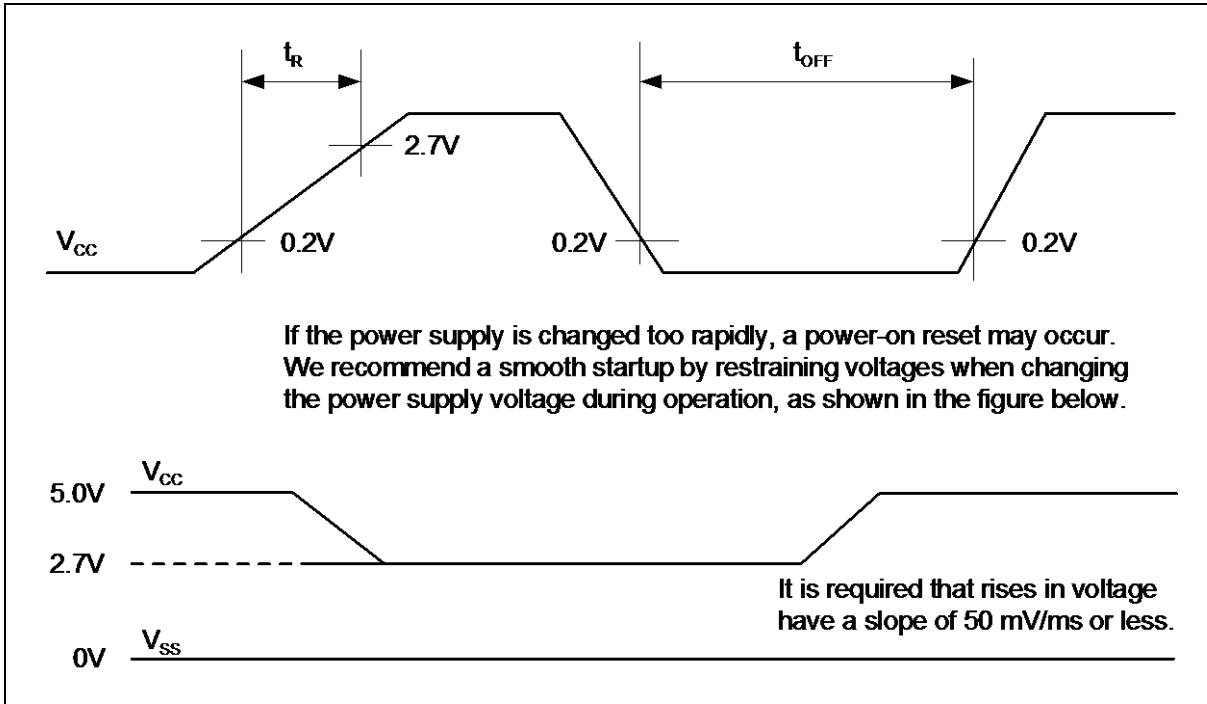 tR
tOFF
2.7V
VCC
0.2V
0.2V
0.2V
If the power supply is changed too rapidly, a power-on reset may occur.
We recommend a smooth startup by restraining voltages when changing
the power supply voltage during operation, as shown in the figure below.
VCC
5.0V
2.7V
It is required that rises in voltage
have a slope of 50 mV/ms or less.
VSS
0V